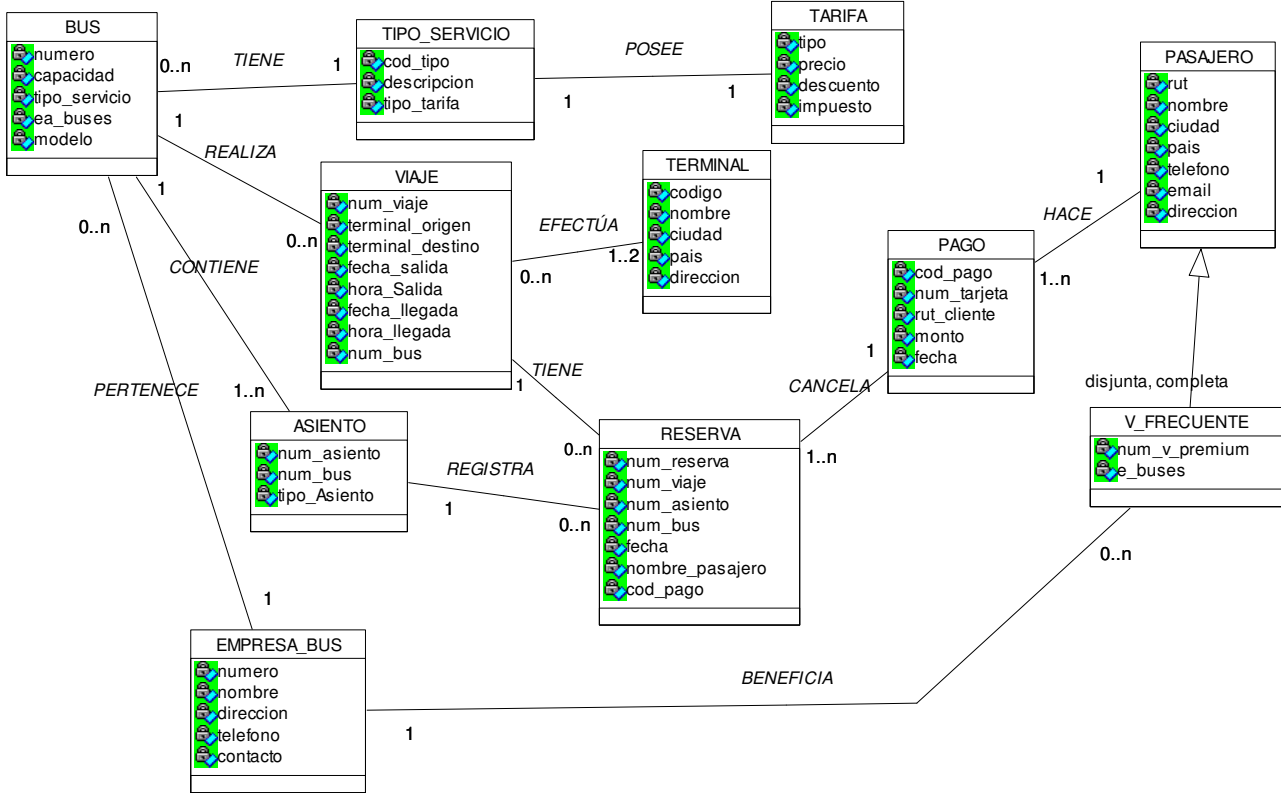 BUS
numero
capacidad
tipo_servicio
ea_buses
modelo
0..n
TIENE
1
TIPO_SERVICIO
cod_tipo
descripcion
tipo_tarifa
1
POSEE
1
TARIFA
tipo
precio
descuento
impuesto
PASAJERO
rut
nombre
ciudad
pais
telefono
email
direccion
1
REALIZA
0..n
VIAJE
num_viaje
terminal_origen
terminal_destino
fecha_salida
hora_Salida
fecha_llegada
hora_llegada
num_bus
0..n
EFECTÚA
1..2
TERMINAL
codigo
nombre
ciudad
pais
direccion
1
HACE
1..n
PAGO
cod_pago
num_tarjeta
rut_cliente
monto
fecha
1
CONTIENE
1..n
0..n
PERTENECE
1
ASIENTO
num_asiento
num_bus
tipo_Asiento
1
TIENE
0..n
1
REGISTRA
0..n
RESERVA
num_reserva
num_viaje
num_asiento
num_bus
fecha
nombre_pasajero
cod_pago
1
CANCELA
1..n
disjunta, completa
V_FRECUENTE
num_v_premium
e_buses
0..n
EMPRESA_BUS
numero
nombre
direccion
telefono
contacto
1
BENEFICIA